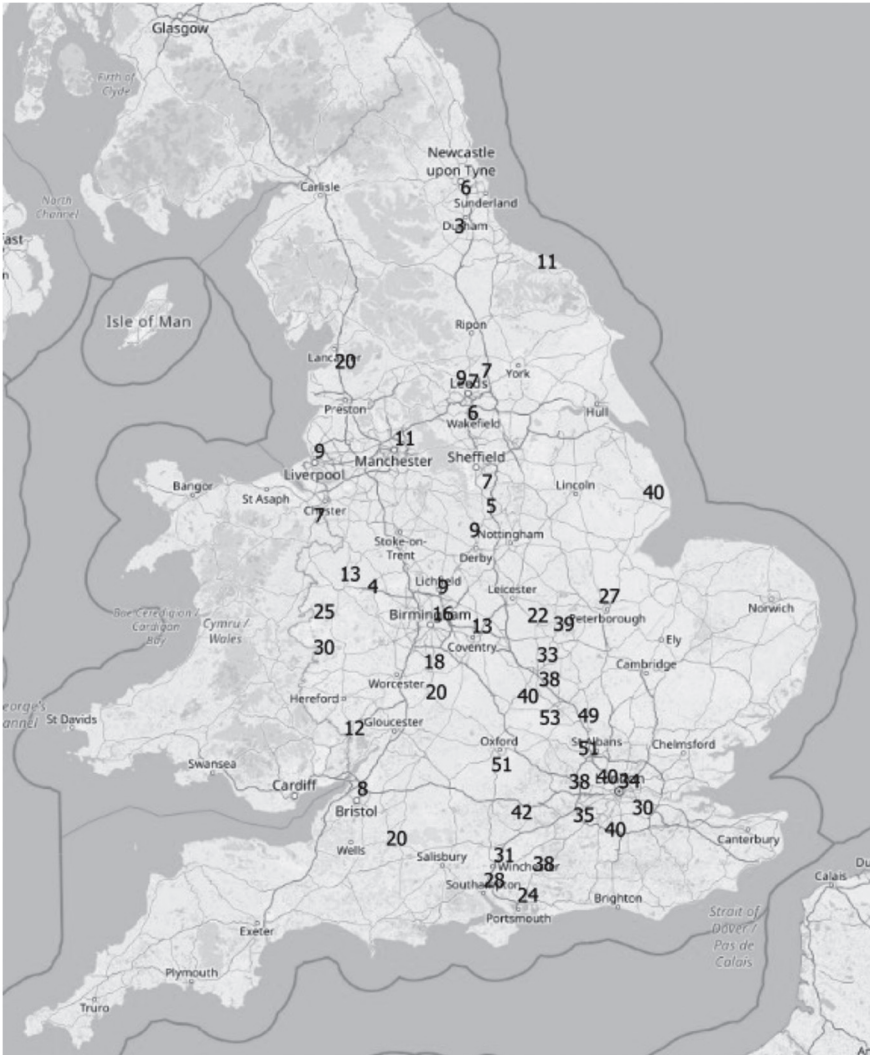 Glasgow
Firth of
Clyde
Newcastle
upon Tyne
6
Carlisle
Sunderland
North
Channel
3
Durham
11
Isle of Man
Ripon
Lancaster
20
7
9
7
York
Leeds
Preston
6
Hull
Wakefield
11
9
Manchester
Sheffield
Liverpool
7
Bangor
St Asaph
Lincoln
40
Chester
5
7
9
Nottingham
Stoke-on-
Trent
Derby
13
4
Lichfield
9
Leicester
27
Norwich
25
Bae Ceredigion /
Cardigan
Bay
Birmingham
16
22
39
Peterborough
Cymru /
Wales
13
Ely
30
Coventry
33
18
Cambridge
Worcester
38
Hereford
20
40
St Davids
12
Gloucester
53
49
Oxford
St Albans
51
Chelmsford
Swansea
51
Cardiff
8
38
40
34
Bristol
42
35
30
40
Canterbury
20
Wells
Salisbury
31
Winchester
38
Calais
28
Southampton
24
Portsmouth
Brighton
Strait of
Dover /
Pas de
Calais
Exeter
Plymouth
Truro